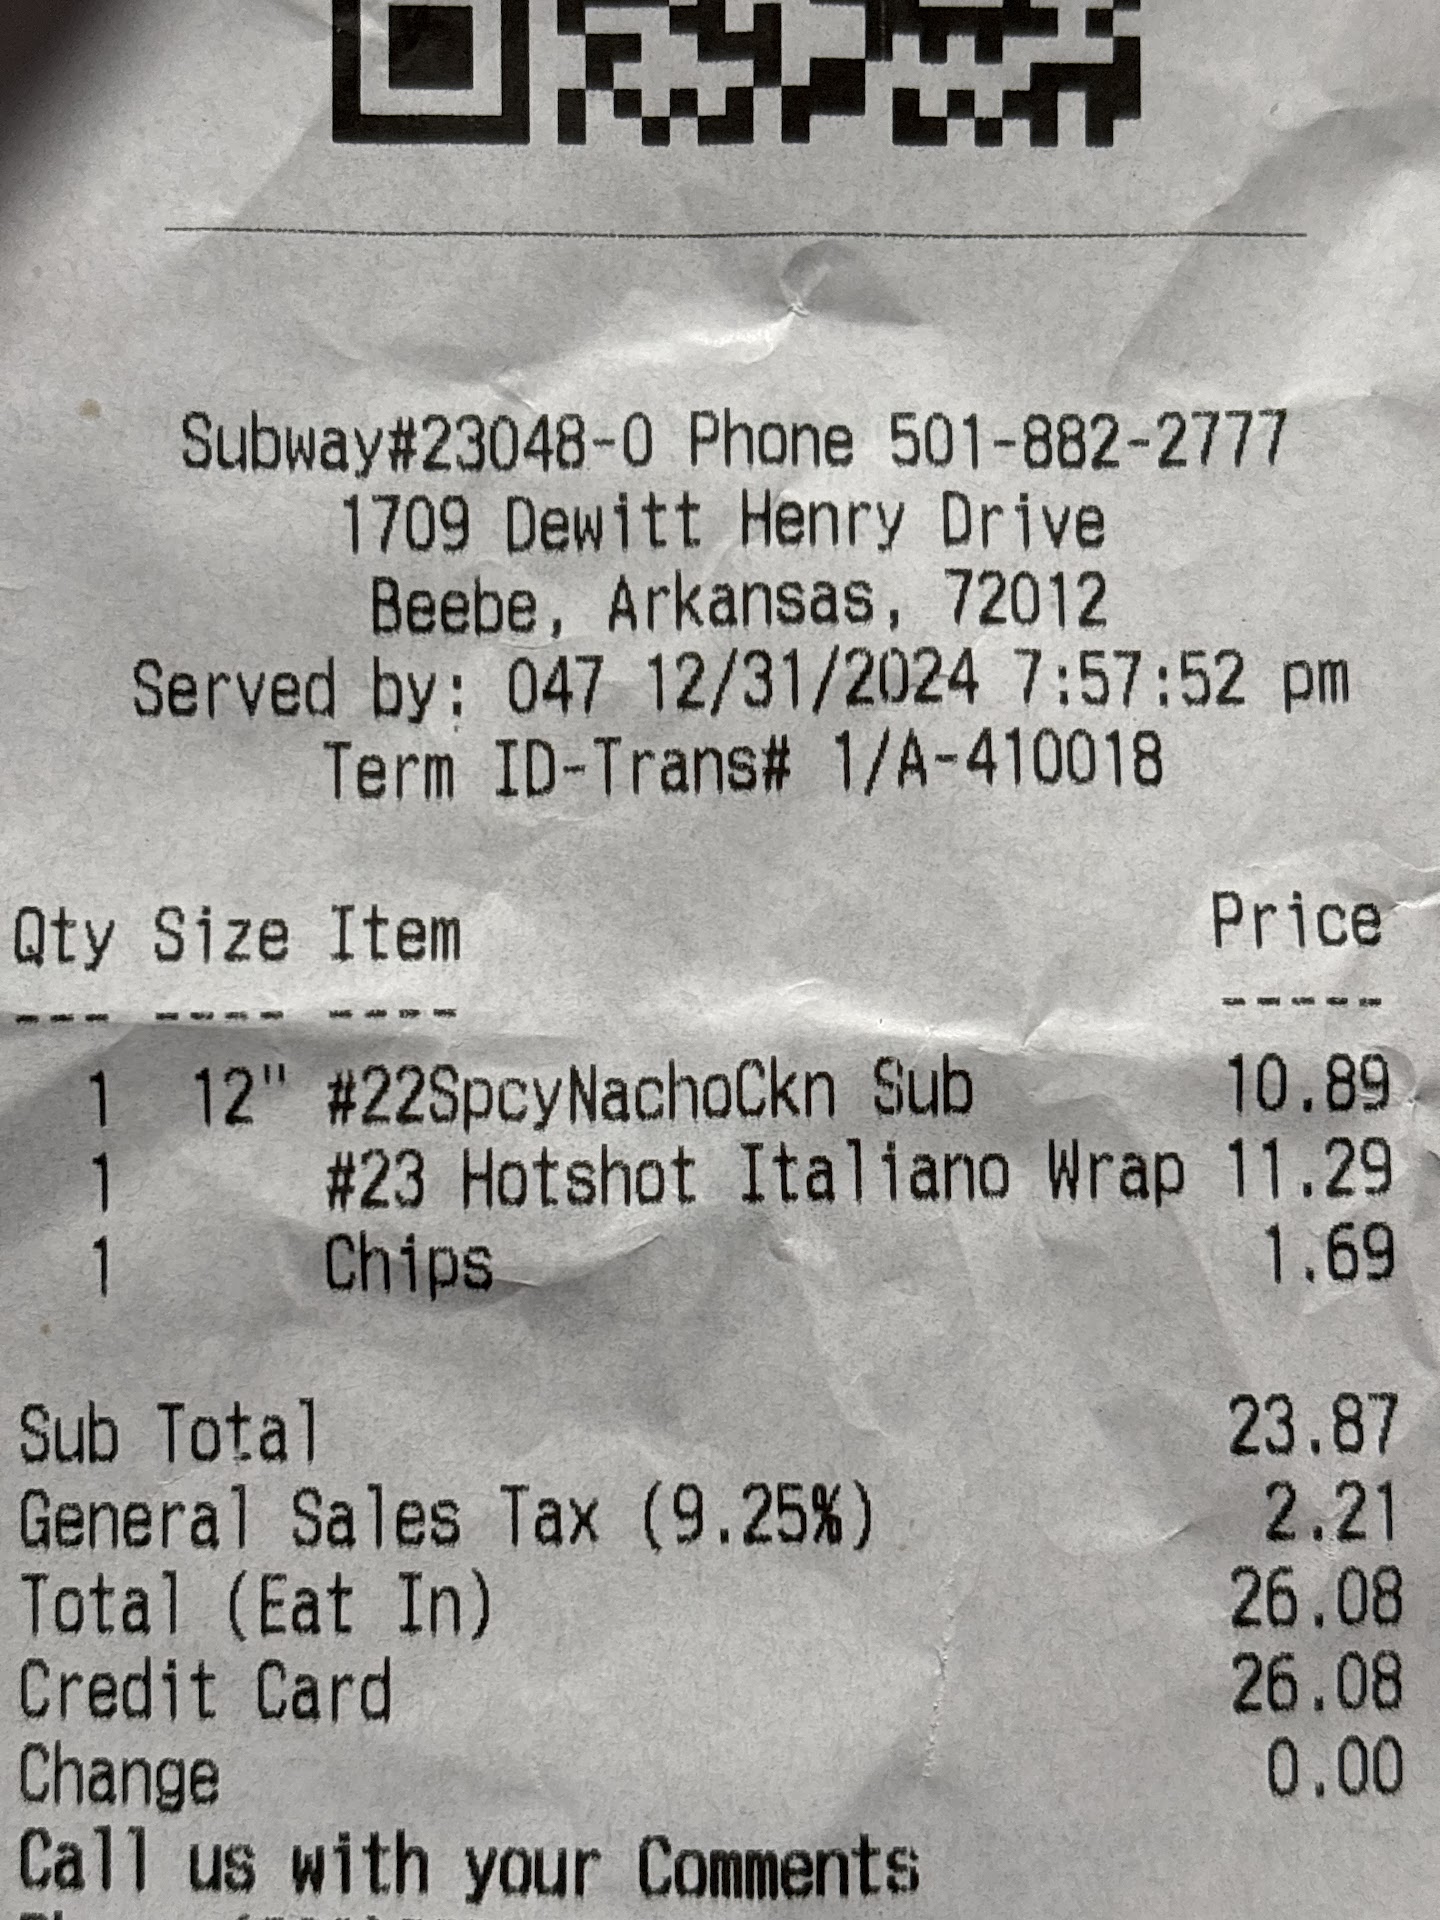 Subway#23048-0 Phone 501-882-2777
1709 Dewitt Henry Drive
Beebe, Arkansas, 72012
Served by: 047 12/31/2024 7:57:52 pm
Term ID-Trans# 1/A-410018
Qty Size Item Price
--- ---- ---- -----
1 12" #22SpcyNachoCkn Sub 10.89
1 #23 Hotshot Italiano Wrap 11.29
1 Chips 1.69
Sub Total 23.87
General Sales Tax (9.25%) 2.21
Total (Eat In) 26.08
Credit Card 26.08
Change 0.00
Call us with your Comments